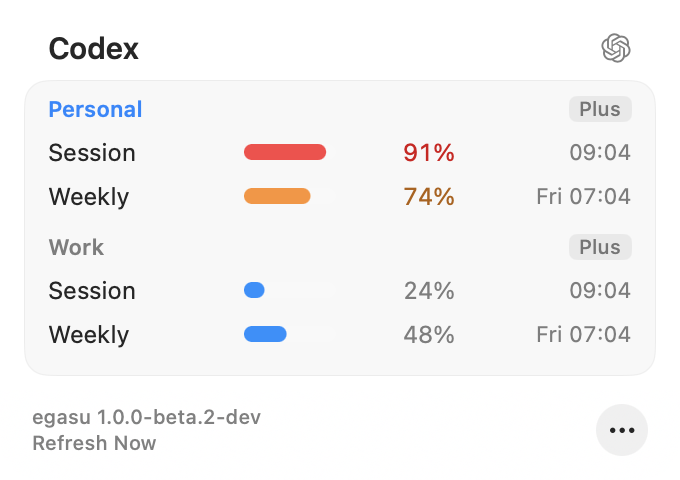 Codex
Personal Plus
Session 91% 09:04
Weekly 74% Fri 07:04
Work Plus
Session 24% 09:04
Weekly 48% Fri 07:04
egasu 1.0.0-beta.2-dev
Refresh Now